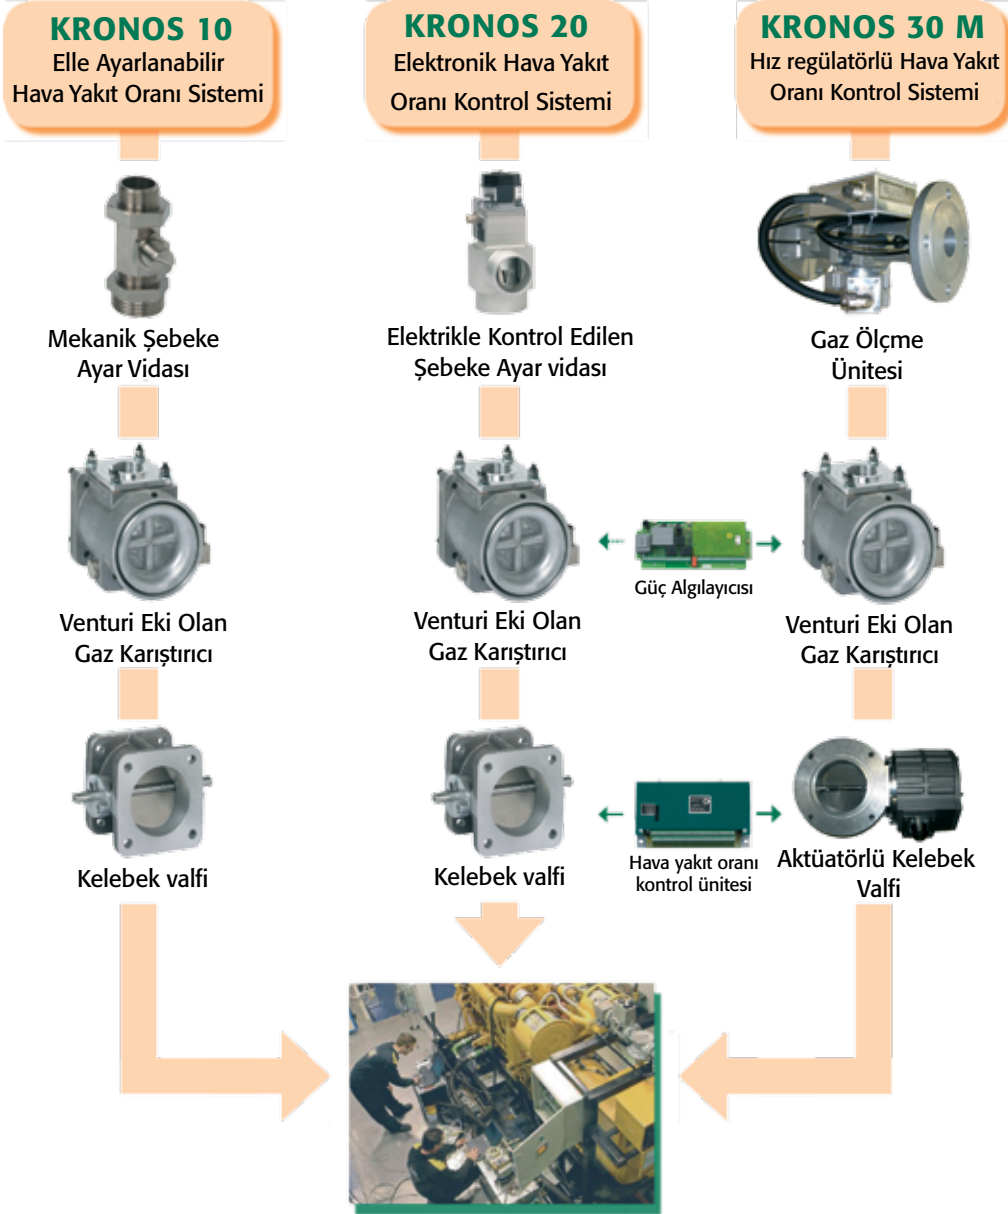 KRONOS 10
Elle Ayarlanabilir
Hava Yakıt Oranı Sistemi
KRONOS 20
Elektronik Hava Yakıt
Oranı Kontrol Sistemi
KRONOS 30 M
Hız regülatörlü Hava Yakıt
Oranı Kontrol Sistemi
Mekanik Şebeke
Ayar Vidası
Elektrikle Kontrol Edilen
Şebeke Ayar vidası
Gaz Ölçme
Ünitesi
Venturi Eki Olan
Gaz Karıştırıcı
Venturi Eki Olan
Gaz Karıştırıcı
Güç Algılayıcısı
Venturi Eki Olan
Gaz Karıştırıcı
Kelebek valfi
Kelebek valfi
Hava yakıt oranı
kontrol ünitesi
Aktüatörlü Kelebek
Valfi